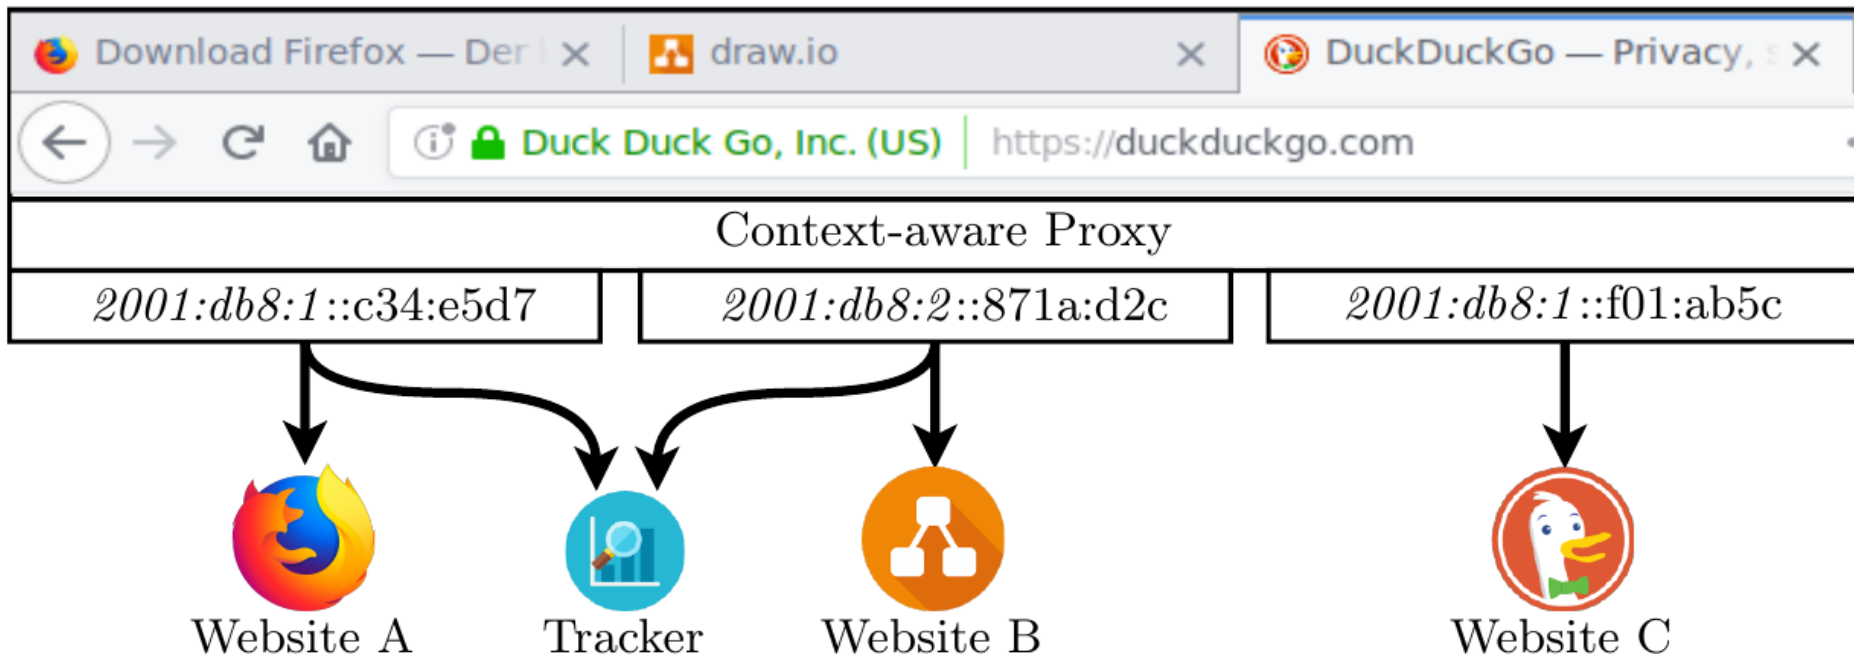 Download Firefox — Der
draw.io
DuckDuckGo — Privacy,
Duck Duck Go, Inc. (US)
https://duckduckgo.com
Context-aware Proxy
2001:db8:1::c34:e5d7
2001:db8:2::871a:d2c
2001:db8:1::f01:ab5c
Website A
Tracker
Website B
Website C